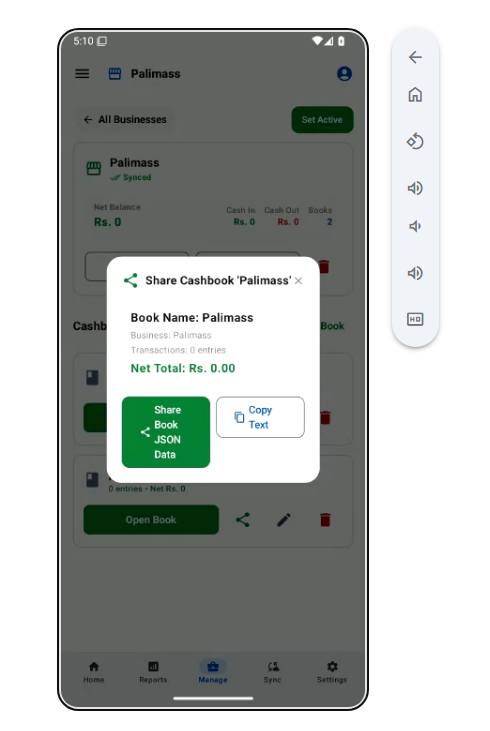 5:10
Palimass
All Businesses
Set Active
Palimass
Synced
Net Balance
Cash In Cash Out Books
Rs. 0
Rs. 0 Rs. 0 2
Share Cashbook 'Palimass'
Cashb
Book
Book Name: Palimass
Business: Palimass
Transactions: 0 entries
Net Total: Rs. 0.00
Share
Book
JSON
Data
Copy
Text
0 entries • Net Rs. 0
Open Book
Home Reports Manage Sync Settings
HD